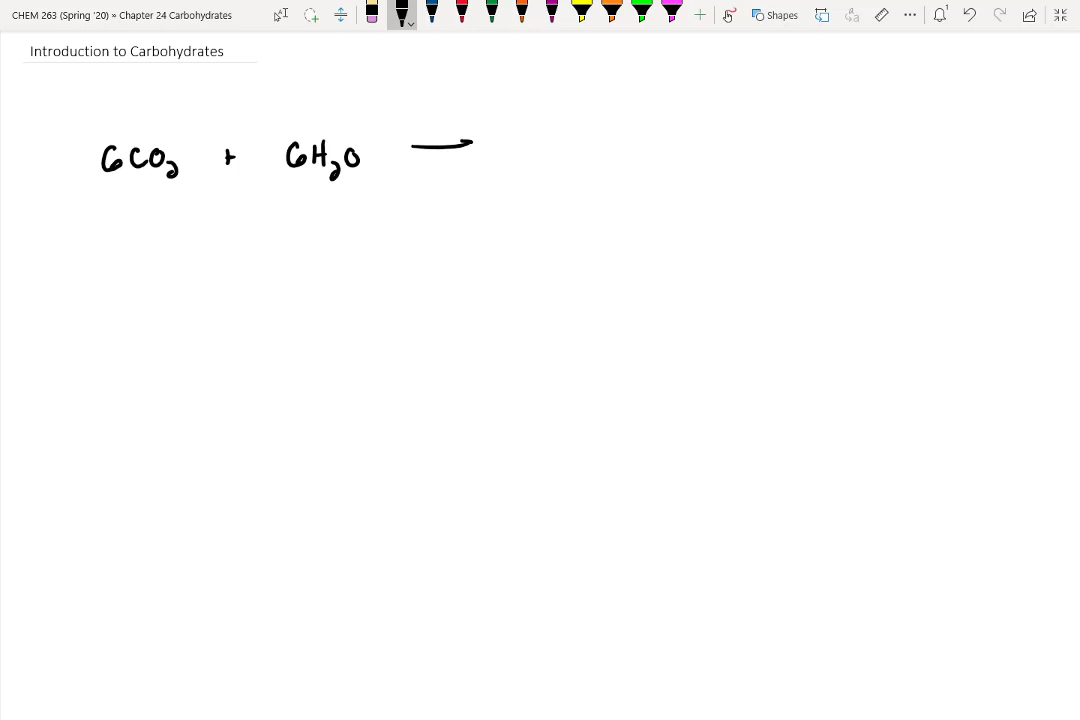 CHEM 263 (Spring '20) » Chapter 24 Carbohydrates
Shapes
Introduction to Carbohydrates
6CO₂ + 6H₂O ⟶